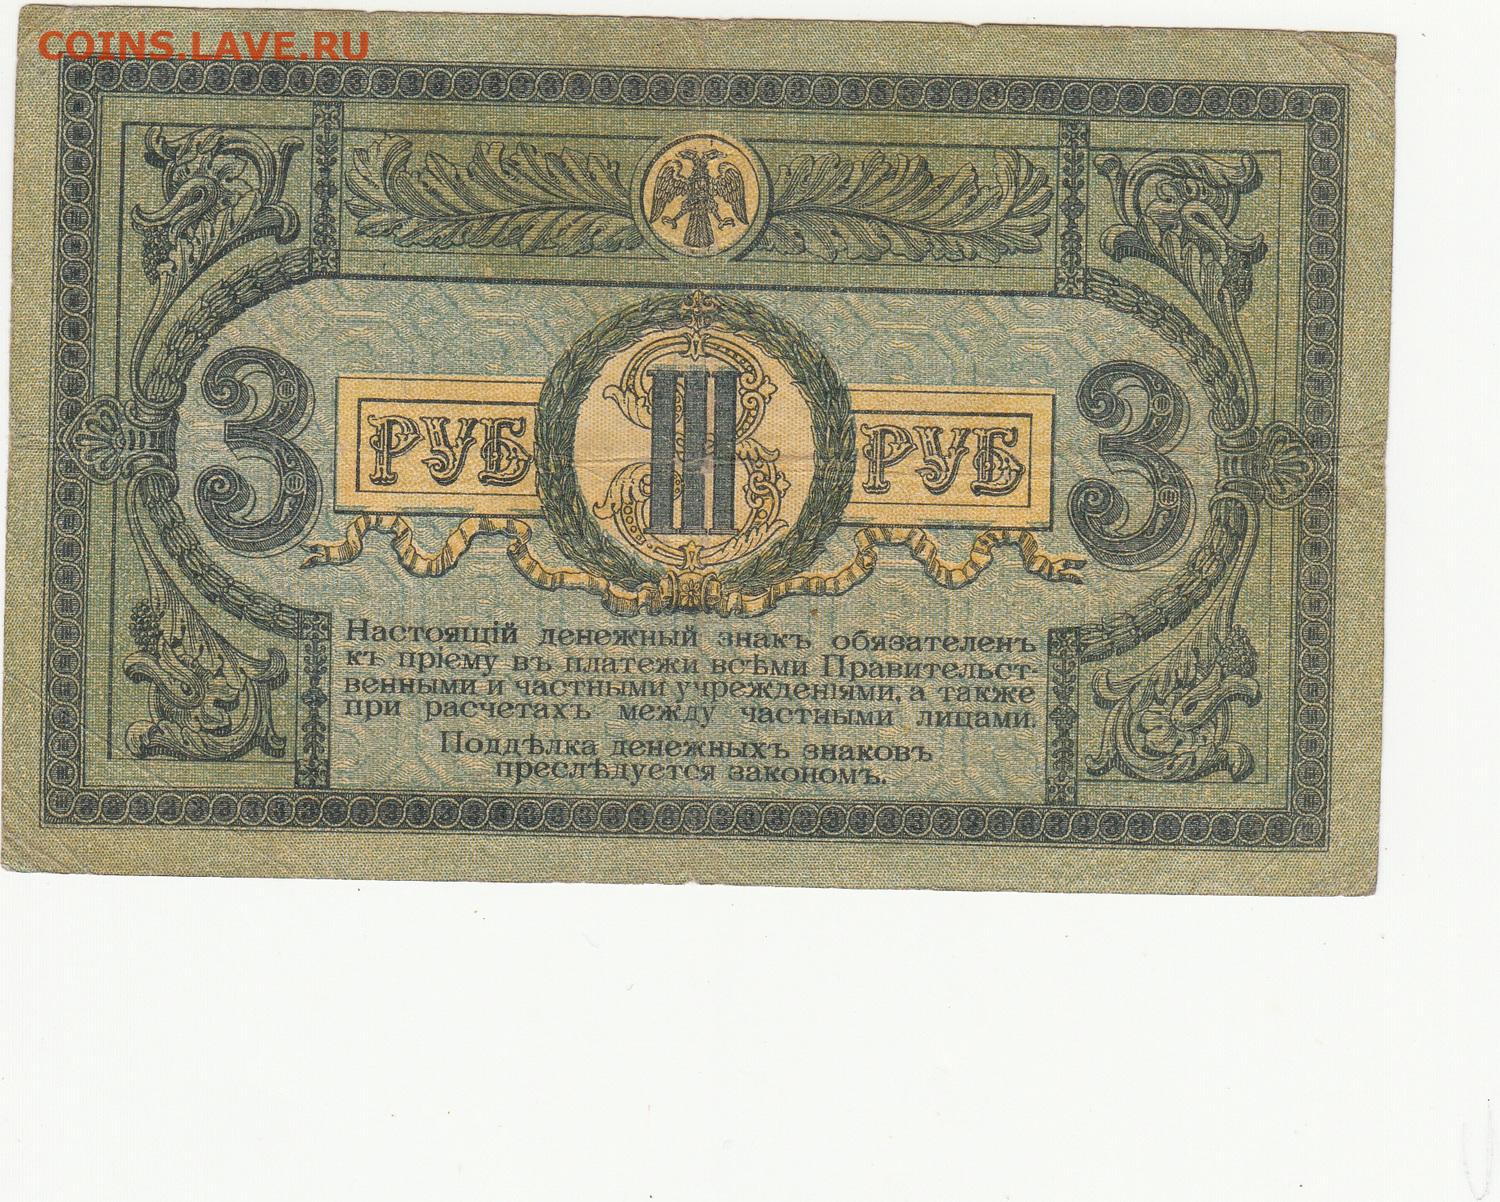 COINS.LAVE.RU
3 РУБ III РУБ 3
Настоящій денежный знакъ обязателенъ
къ пріему въ платежи всѣми Правительст-
венными и частными учрежденіями, а также
при расчетахъ между частными лицами.
Поддѣлка денежныхъ знаковъ
преслѣдуется закономъ.